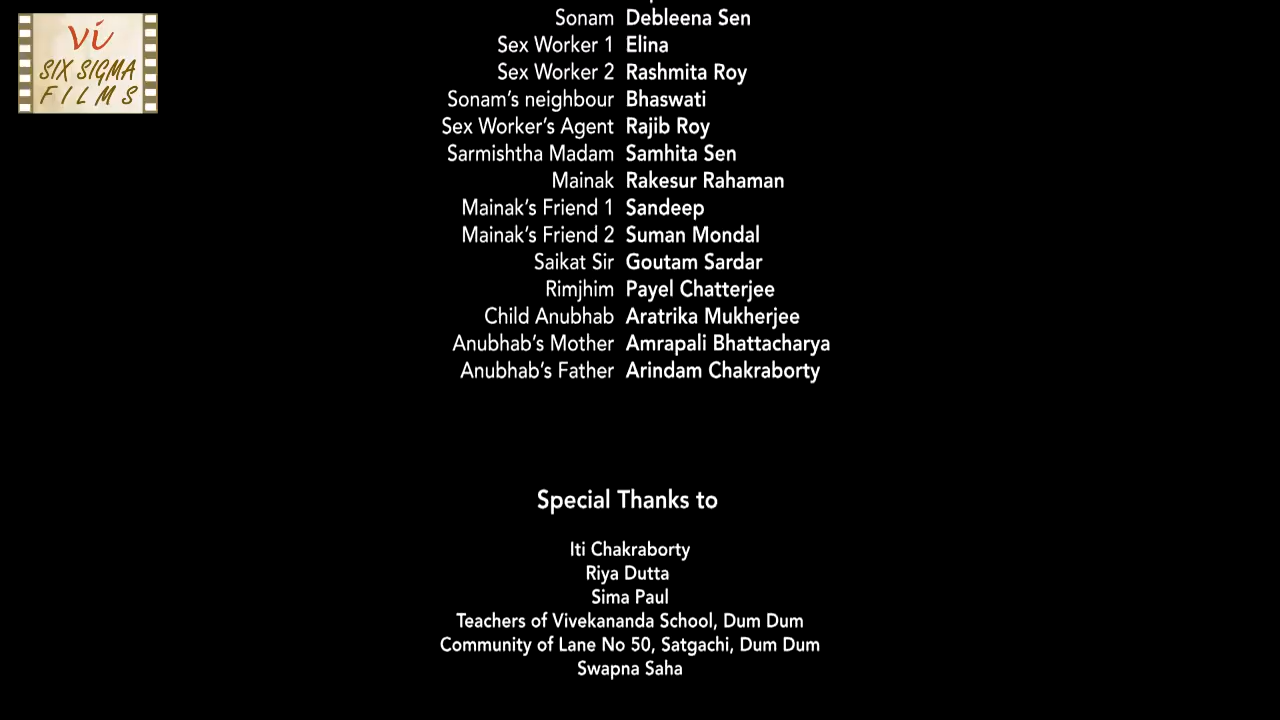 Vi
SIX SIGMA
FILMS
Sonam Debleena Sen
Sex Worker 1 Elina
Sex Worker 2 Rashmita Roy
Sonam’s neighbour Bhaswati
Sex Worker’s Agent Rajib Roy
Sarmishtha Madam Samhita Sen
Mainak Rakesur Rahaman
Mainak’s Friend 1 Sandeep
Mainak’s Friend 2 Suman Mondal
Saikat Sir Goutam Sardar
Rimjhim Payel Chatterjee
Child Anubhab Aratrika Mukherjee
Anubhab’s Mother Amrapali Bhattacharya
Anubhab’s Father Arindam Chakraborty
Special Thanks to
Iti Chakraborty
Riya Dutta
Sima Paul
Teachers of Vivekananda School, Dum Dum
Community of Lane No 50, Satgachi, Dum Dum
Swapna Saha